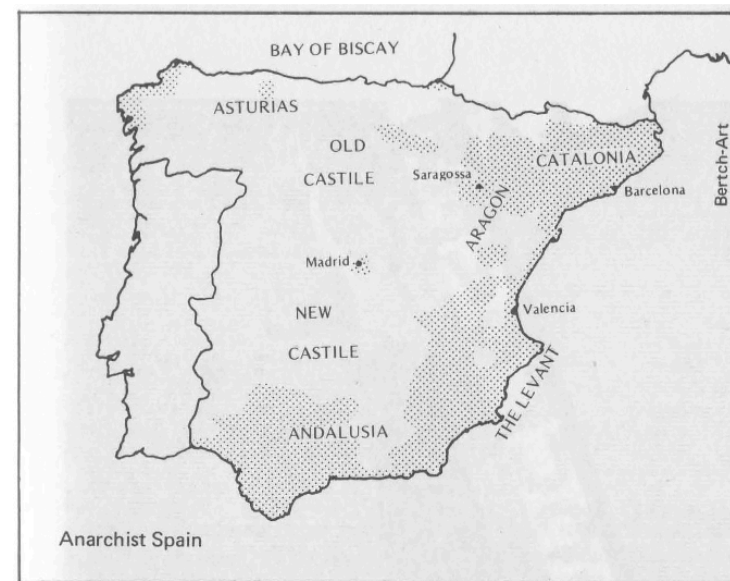 BAY OF BISCAY
ASTURIAS
OLD
CASTILE
CATALONIA
Saragossa
Barcelona
ARAGON
Madrid
NEW
CASTILE
Valencia
THE LEVANT
ANDALUSIA
Anarchist Spain
Bertch-Art